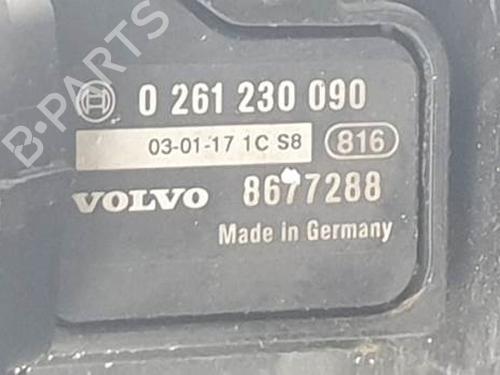 B-PARTS
0 261 230 090
03-01-17 1C S8 816
VOLVO 8677288
Made in Germany